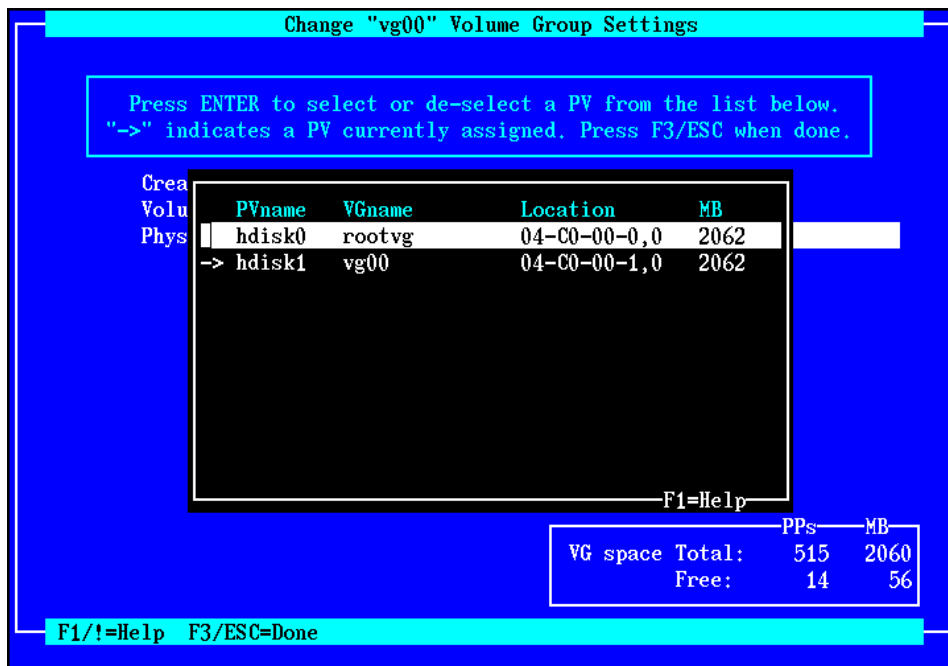 Change "vg00" Volume Group Settings
Press ENTER to select or de-select a PV from the list below.
"->" indicates a PV currently assigned. Press F3/ESC when done.
Crea
Volu
Phys
PVname VGname Location MB
hdisk0 rootvg 04-C0-00-0,0 2062
-> hdisk1 vg00 04-C0-00-1,0 2062
F1=Help
PPs MB
VG space Total: 515 2060
Free: 14 56
F1/!=Help F3/ESC=Done